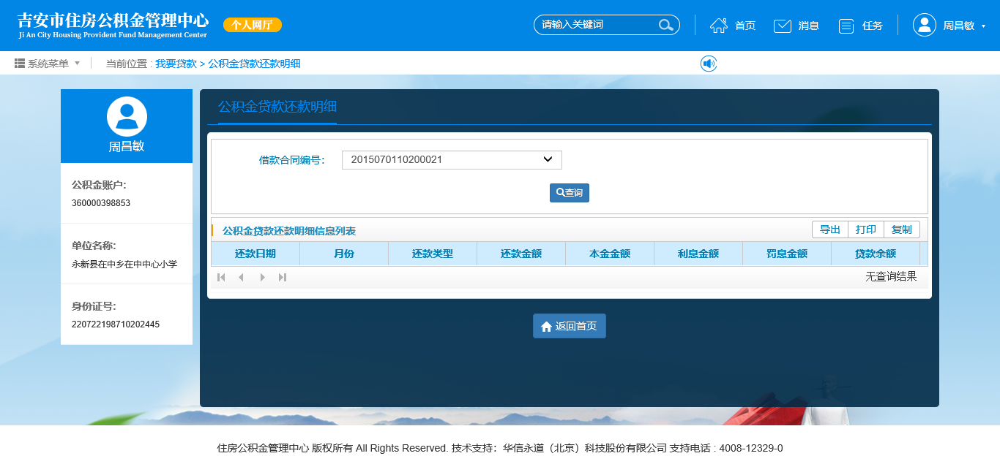 吉安市住房公积金管理中心
Ji An City Housing Provident Fund Management Center
个人网厅
请输入关键词
首页
消息
任务
周昌敏
系统菜单
当前位置 : 我要贷款 > 公积金贷款还款明细
周昌敏
公积金账户:
360000398853
单位名称:
永新县在中乡在中中心小学
身份证号:
220722198710202445
公积金贷款还款明细
借款合同编号: 2015070110200021
查询
公积金贷款还款明细信息列表
导出 打印 复制
还款日期 月份 还款类型 还款金额 本金金额 利息金额 罚息金额 贷款余额
无查询结果
返回首页
住房公积金管理中心 版权所有 All Rights Reserved. 技术支持：华信永道（北京）科技股份有限公司 支持电话 : 4008-12329-0